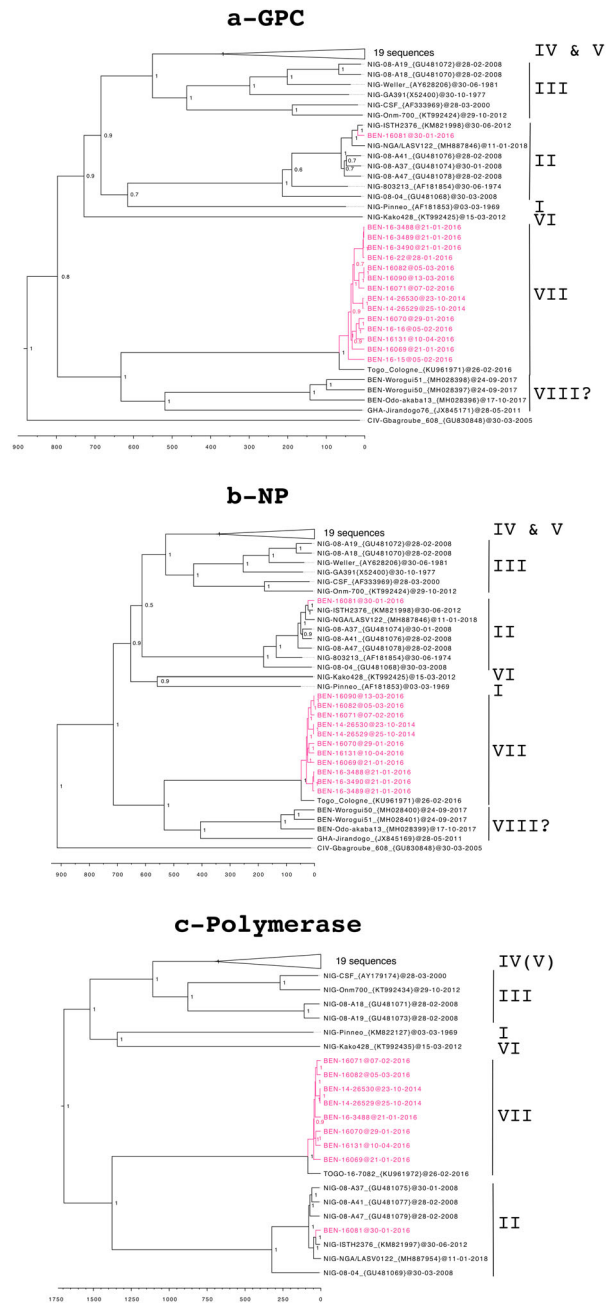 a-GPC
19 sequences
IV & V
NIG-08-A19_{GU481072}@28-02-2008
NIG-08-A18_{GU481070}@28-02-2008
NIG-Weller_{AY628206}@30-06-1981
NIG-GA391{X52400}@30-10-1977
NIG-CSF_{AF333969}@28-03-2000
NIG-Onm-700_{KT992424}@29-10-2012
III
NIG-ISTH2376_{KM821998}@30-06-2012
BEN-16081@30-01-2016
NIG-NGA/LASV122_{MH887846}@11-01-2018
NIG-08-A41_{GU481076}@28-02-2008
NIG-08-A37_{GU481074}@30-01-2008
NIG-08-A47_{GU481078}@28-02-2008
NIG-803213_{AF181854}@30-06-1974
NIG-08-04_{GU481068}@30-03-2008
II
NIG-Pinneo_{AF181853}@03-03-1969
I
NIG-Kako428_{KT992425}@15-03-2012
VI
BEN-16-3488@21-01-2016
BEN-16-3489@21-01-2016
BEN-16-3490@21-01-2016
BEN-16-22@28-01-2016
BEN-16082@05-03-2016
BEN-16090@13-03-2016
BEN-16071@07-02-2016
BEN-14-26530@23-10-2014
BEN-14-26529@25-10-2014
BEN-16070@29-01-2016
BEN-16-16@05-02-2016
BEN-16131@10-04-2016
BEN-16069@21-01-2016
BEN-16-15@05-02-2016
Togo_Cologne_{KU961971}@26-02-2016
VII
BEN-Worogui51_{MH028398}@24-09-2017
BEN-Worogui50_{MH028397}@24-09-2017
BEN-Odo-akaba13_{MH028396}@17-10-2017
GHA-Jirandogo76_{JX845171}@28-05-2011
VIII?
CIV-Gbagroube_608_{GU830848}@30-03-2005
900 800 700 600 500 400 300 200 100 0
b-NP
19 sequences
IV & V
NIG-08-A19_{GU481072}@28-02-2008
NIG-08-A18_{GU481070}@28-02-2008
NIG-Weller_{AY628206}@30-06-1981
NIG-GA391{X52400}@30-10-1977
NIG-CSF_{AF333969}@28-03-2000
NIG-Onm-700_{KT992424}@29-10-2012
III
BEN-16081@30-01-2016
NIG-ISTH2376_{KM821998}@30-06-2012
NIG-NGA/LASV122_{MH887846}@11-01-2018
NIG-08-A37_{GU481074}@30-01-2008
NIG-08-A41_{GU481076}@28-02-2008
NIG-08-A47_{GU481078}@28-02-2008
NIG-803213_{AF181854}@30-06-1974
NIG-08-04_{GU481068}@30-03-2008
II
NIG-Kako428_{KT992425}@15-03-2012
VI
NIG-Pinneo_{AF181853}@03-03-1969
I
BEN-16090@13-03-2016
BEN-16082@05-03-2016
BEN-16071@07-02-2016
BEN-14-26530@23-10-2014
BEN-14-26529@25-10-2014
BEN-16070@29-01-2016
BEN-16131@10-04-2016
BEN-16069@21-01-2016
BEN-16-3488@21-01-2016
BEN-16-3490@21-01-2016
BEN-16-3489@21-01-2016
Togo_Cologne_{KU961971}@26-02-2016
VII
BEN-Worogui50_{MH028400}@24-09-2017
BEN-Worogui51_{MH028401}@24-09-2017
BEN-Odo-akaba13_{MH028399}@17-10-2017
GHA-Jirandogo_{JX845169}@28-05-2011
VIII?
CIV-Gbagroube_608_{GU830848}@30-03-2005
900 800 700 600 500 400 300 200 100 0
c-Polymerase
19 sequences
IV(V)
NIG-CSF_{AY179174}@28-03-2000
NIG-Onm700_{KT992434}@29-10-2012
NIG-08-A18_{GU481071}@28-02-2008
NIG-08-A19_{GU481073}@28-02-2008
III
NIG-Pinneo_{KM822127}@03-03-1969
I
NIG-Kako428_{KT992435}@15-03-2012
VI
BEN-16071@07-02-2016
BEN-16082@05-03-2016
BEN-14-26530@23-10-2014
BEN-14-26529@25-10-2014
BEN-16-3488@21-01-2016
BEN-16070@29-01-2016
BEN-16131@10-04-2016
BEN-16069@21-01-2016
TOGO-16-7082_{KU961972}@26-02-2016
VII
NIG-08-A37_{GU481075}@30-01-2008
NIG-08-A41_{GU481077}@28-02-2008
NIG-08-A47_{GU481079}@28-02-2008
BEN-16081@30-01-2016
NIG-ISTH2376_{KM821997}@30-06-2012
NIG-NGA/LASV0122_{MH887954}@11-01-2018
NIG-08-04_{GU481069}@30-03-2008
II
1750 1500 1250 1000 750 500 250 0